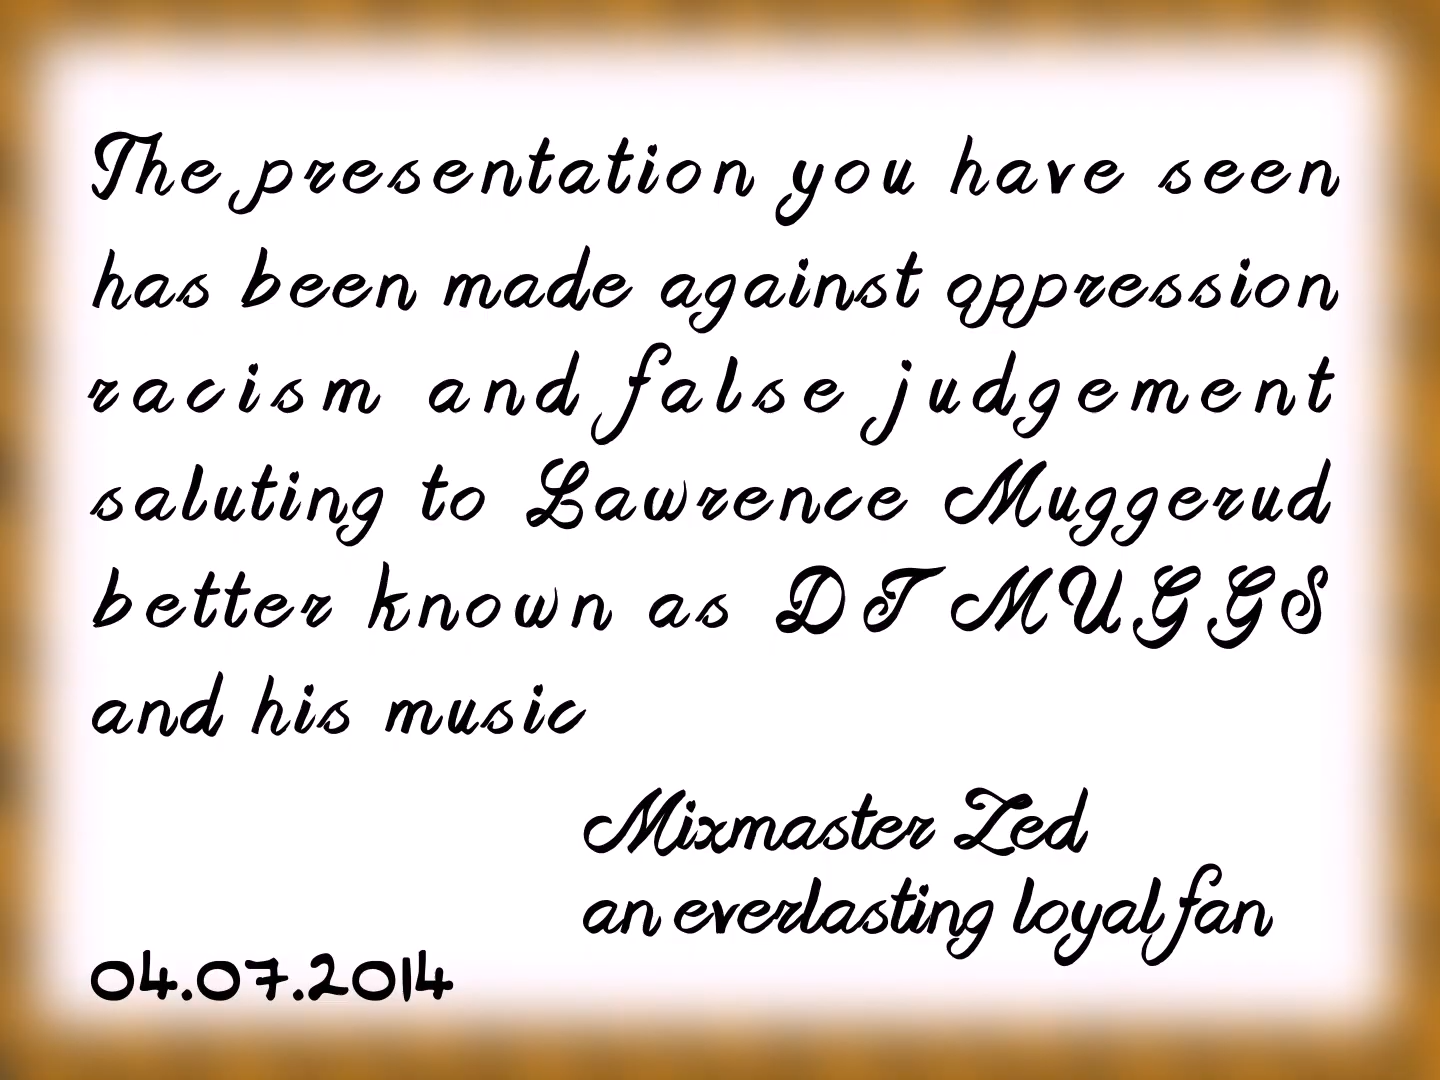 The presentation you have seen
has been made against oppression
racism and false judgement
saluting to Lawrence Muggerud
better known as DJ MUGGS
and his music
Mixmaster Zed
an everlasting loyal fan
04.07.2014